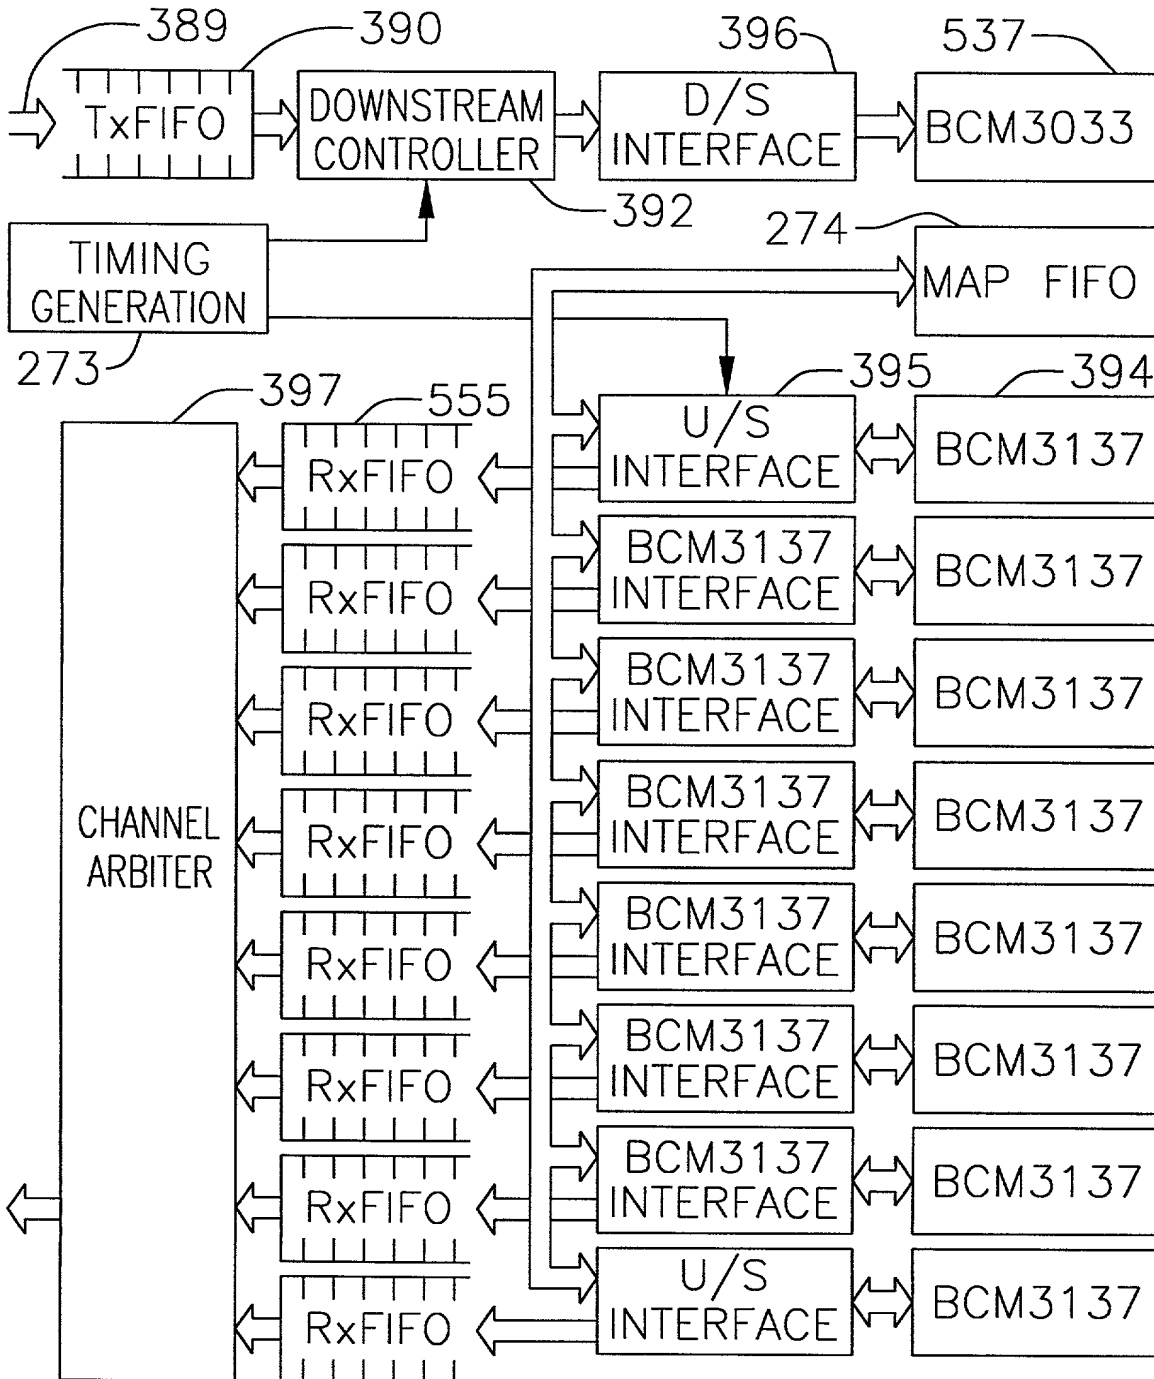 389
390
396
537
TxFIFO
DOWNSTREAM
CONTROLLER
D/S
INTERFACE
BCM3033
392
274
TIMING
GENERATION
MAP FIFO
273
397
555
395
394
RxFIFO
U/S
INTERFACE
BCM3137
RxFIFO
BCM3137
INTERFACE
BCM3137
RxFIFO
BCM3137
INTERFACE
BCM3137
CHANNEL
ARBITER
RxFIFO
BCM3137
INTERFACE
BCM3137
RxFIFO
BCM3137
INTERFACE
BCM3137
RxFIFO
BCM3137
INTERFACE
BCM3137
RxFIFO
BCM3137
INTERFACE
BCM3137
RxFIFO
U/S
INTERFACE
BCM3137